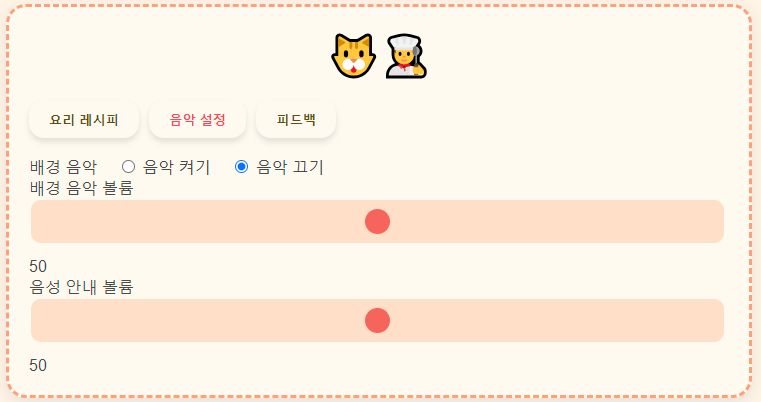 요리 레시피 음악 설정 피드백
배경 음악 음악 켜기 음악 끄기
배경 음악 볼륨
50
음성 안내 볼륨
50